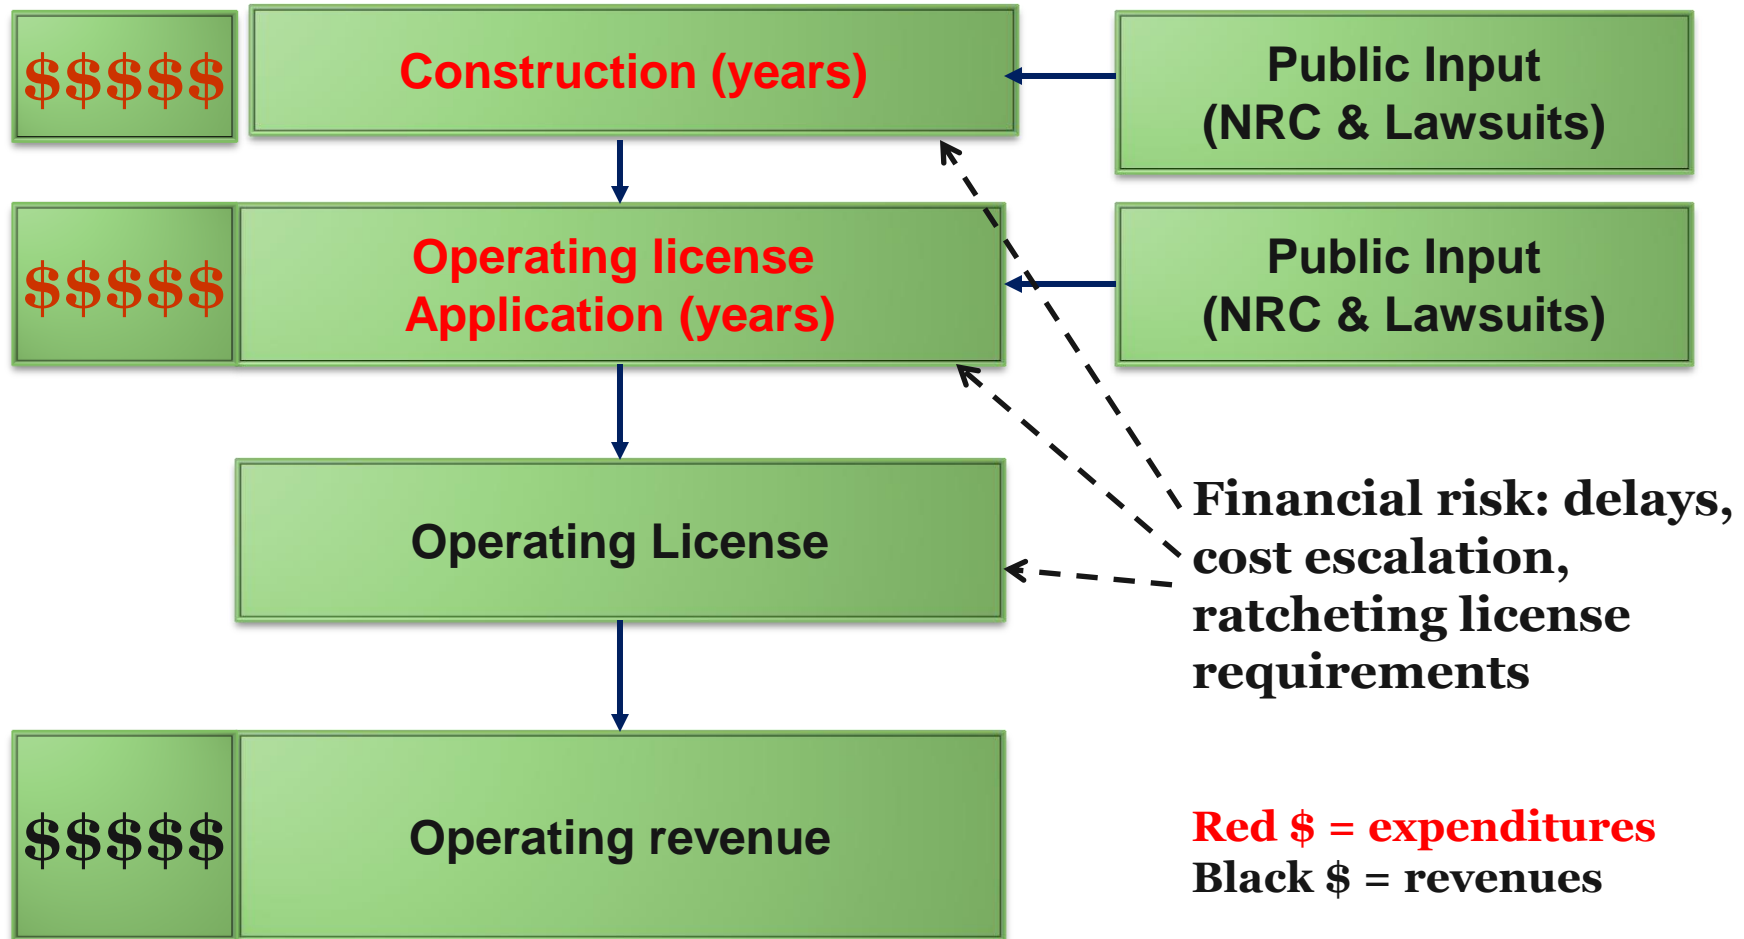 $$$$$
Construction (years)
Public Input
(NRC & Lawsuits)
$$$$$
Operating license
Application (years)
Public Input
(NRC & Lawsuits)
Operating License
Financial risk: delays,
cost escalation,
ratcheting license
requirements
$$$$$
Operating revenue
Red $ = expenditures
Black $ = revenues